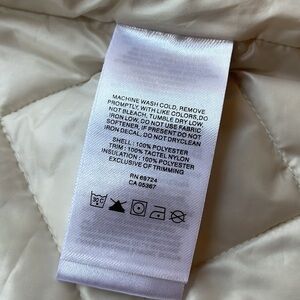 MACHINE WASH COLD, REMOVE
PROMPTLY, WITH LIKE COLORS,DO
NOT BLEACH, TUMBLE DRY LOW,
IRON LOW, DO NOT USE FABRIC
SOFTENER, IF PRESENT DO NOT
IRON DECAL, DO NOT DRYCLEAN
SHELL : 100% POLYESTER
TRIM : 100% TACTEL NYLON
INSULATION : 100% POLYESTER
EXCLUSIVE OF TRIMMING
RN 69724
CA 05367
30°C